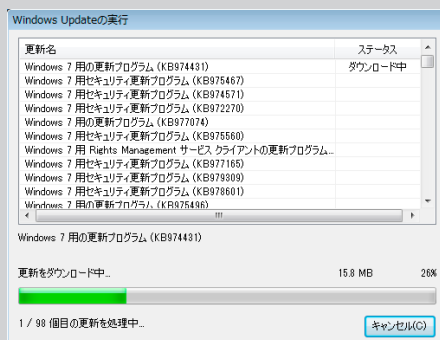 Windows Updateの実行
更新名 ステータス
Windows 7 用の更新プログラム (KB974431) ダウンロード中
Windows 7 用セキュリティ更新プログラム (KB975467)
Windows 7 用セキュリティ更新プログラム (KB974571)
Windows 7 用セキュリティ更新プログラム (KB972270)
Windows 7 用の更新プログラム (KB977074)
Windows 7 用セキュリティ更新プログラム (KB975560)
Windows 7 用 Rights Management サービス クライアントの更新プログラム...
Windows 7 用セキュリティ更新プログラム (KB977165)
Windows 7 用セキュリティ更新プログラム (KB979309)
Windows 7 用セキュリティ更新プログラム (KB978601)
Windows 7 用の更新プログラム (KB975496)
Windows 7 用の更新プログラム (KB974431)
更新をダウンロード中... 15.8 MB 26%
1 / 98 個目の更新を処理中...
キャンセル(C)